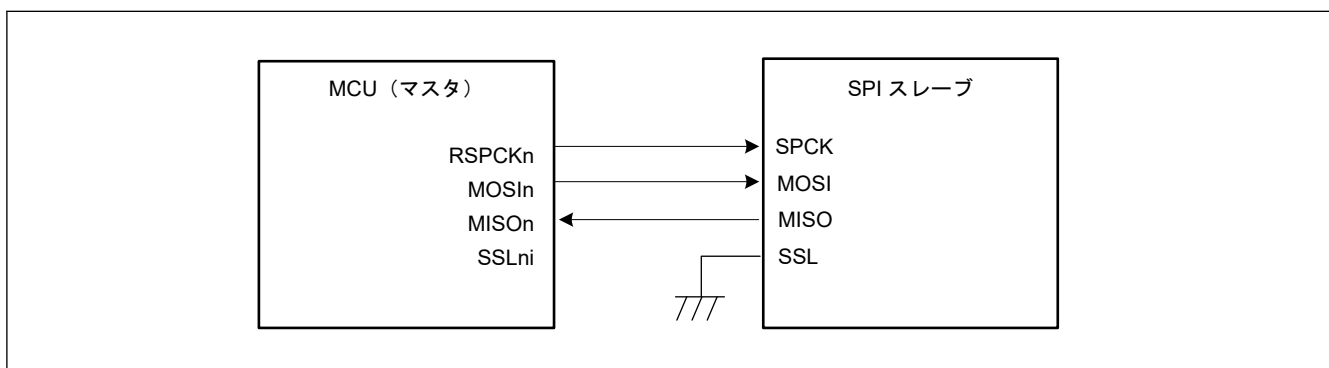 MCU（マスタ）
RSPCKn
MOSIn
MISOn
SSLni
SPI スレーブ
SPCK
MOSI
MISO
SSL